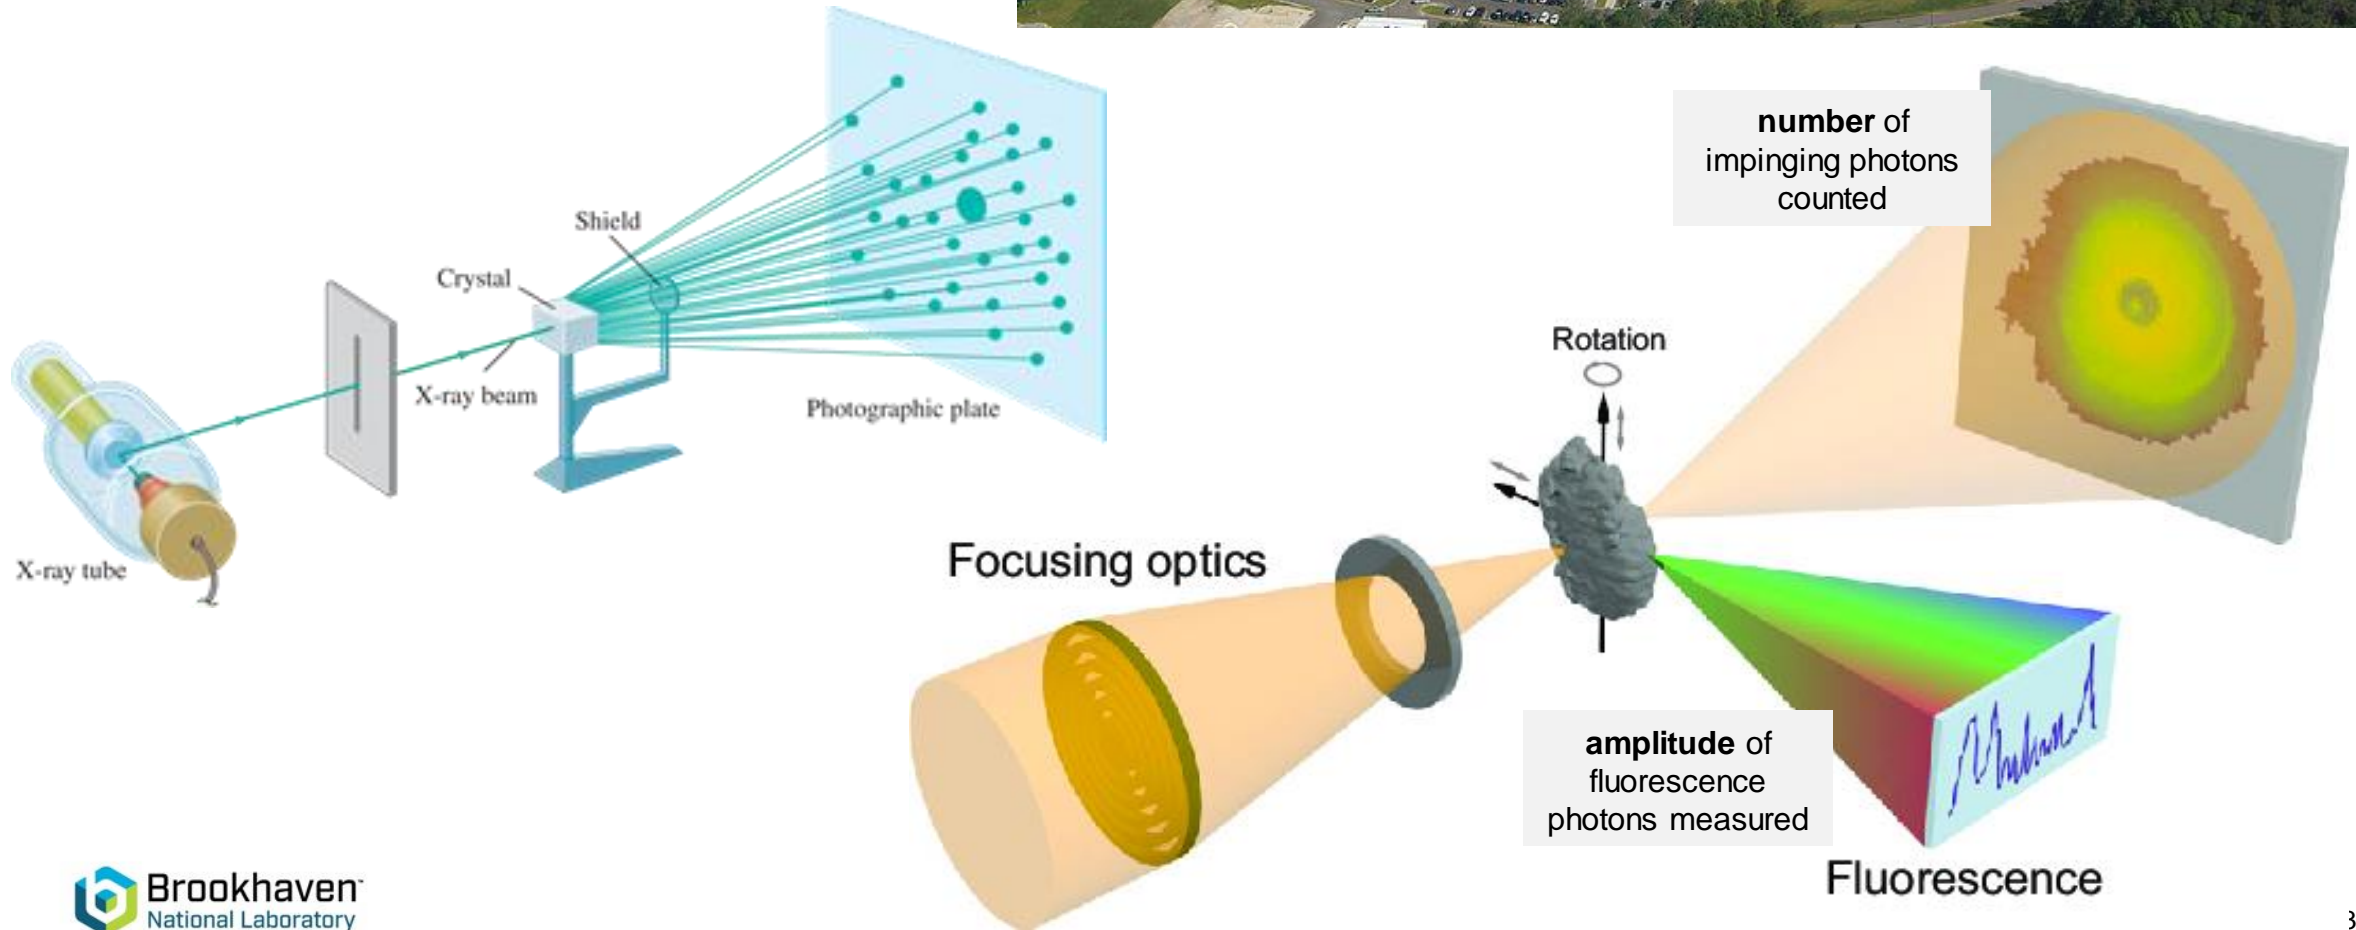 Shield
Crystal
X-ray beam
Photographic plate
X-ray tube
number of
impinging photons
counted
Rotation
Focusing optics
amplitude of
fluorescence
photons measured
Fluorescence
Brookhaven
National Laboratory